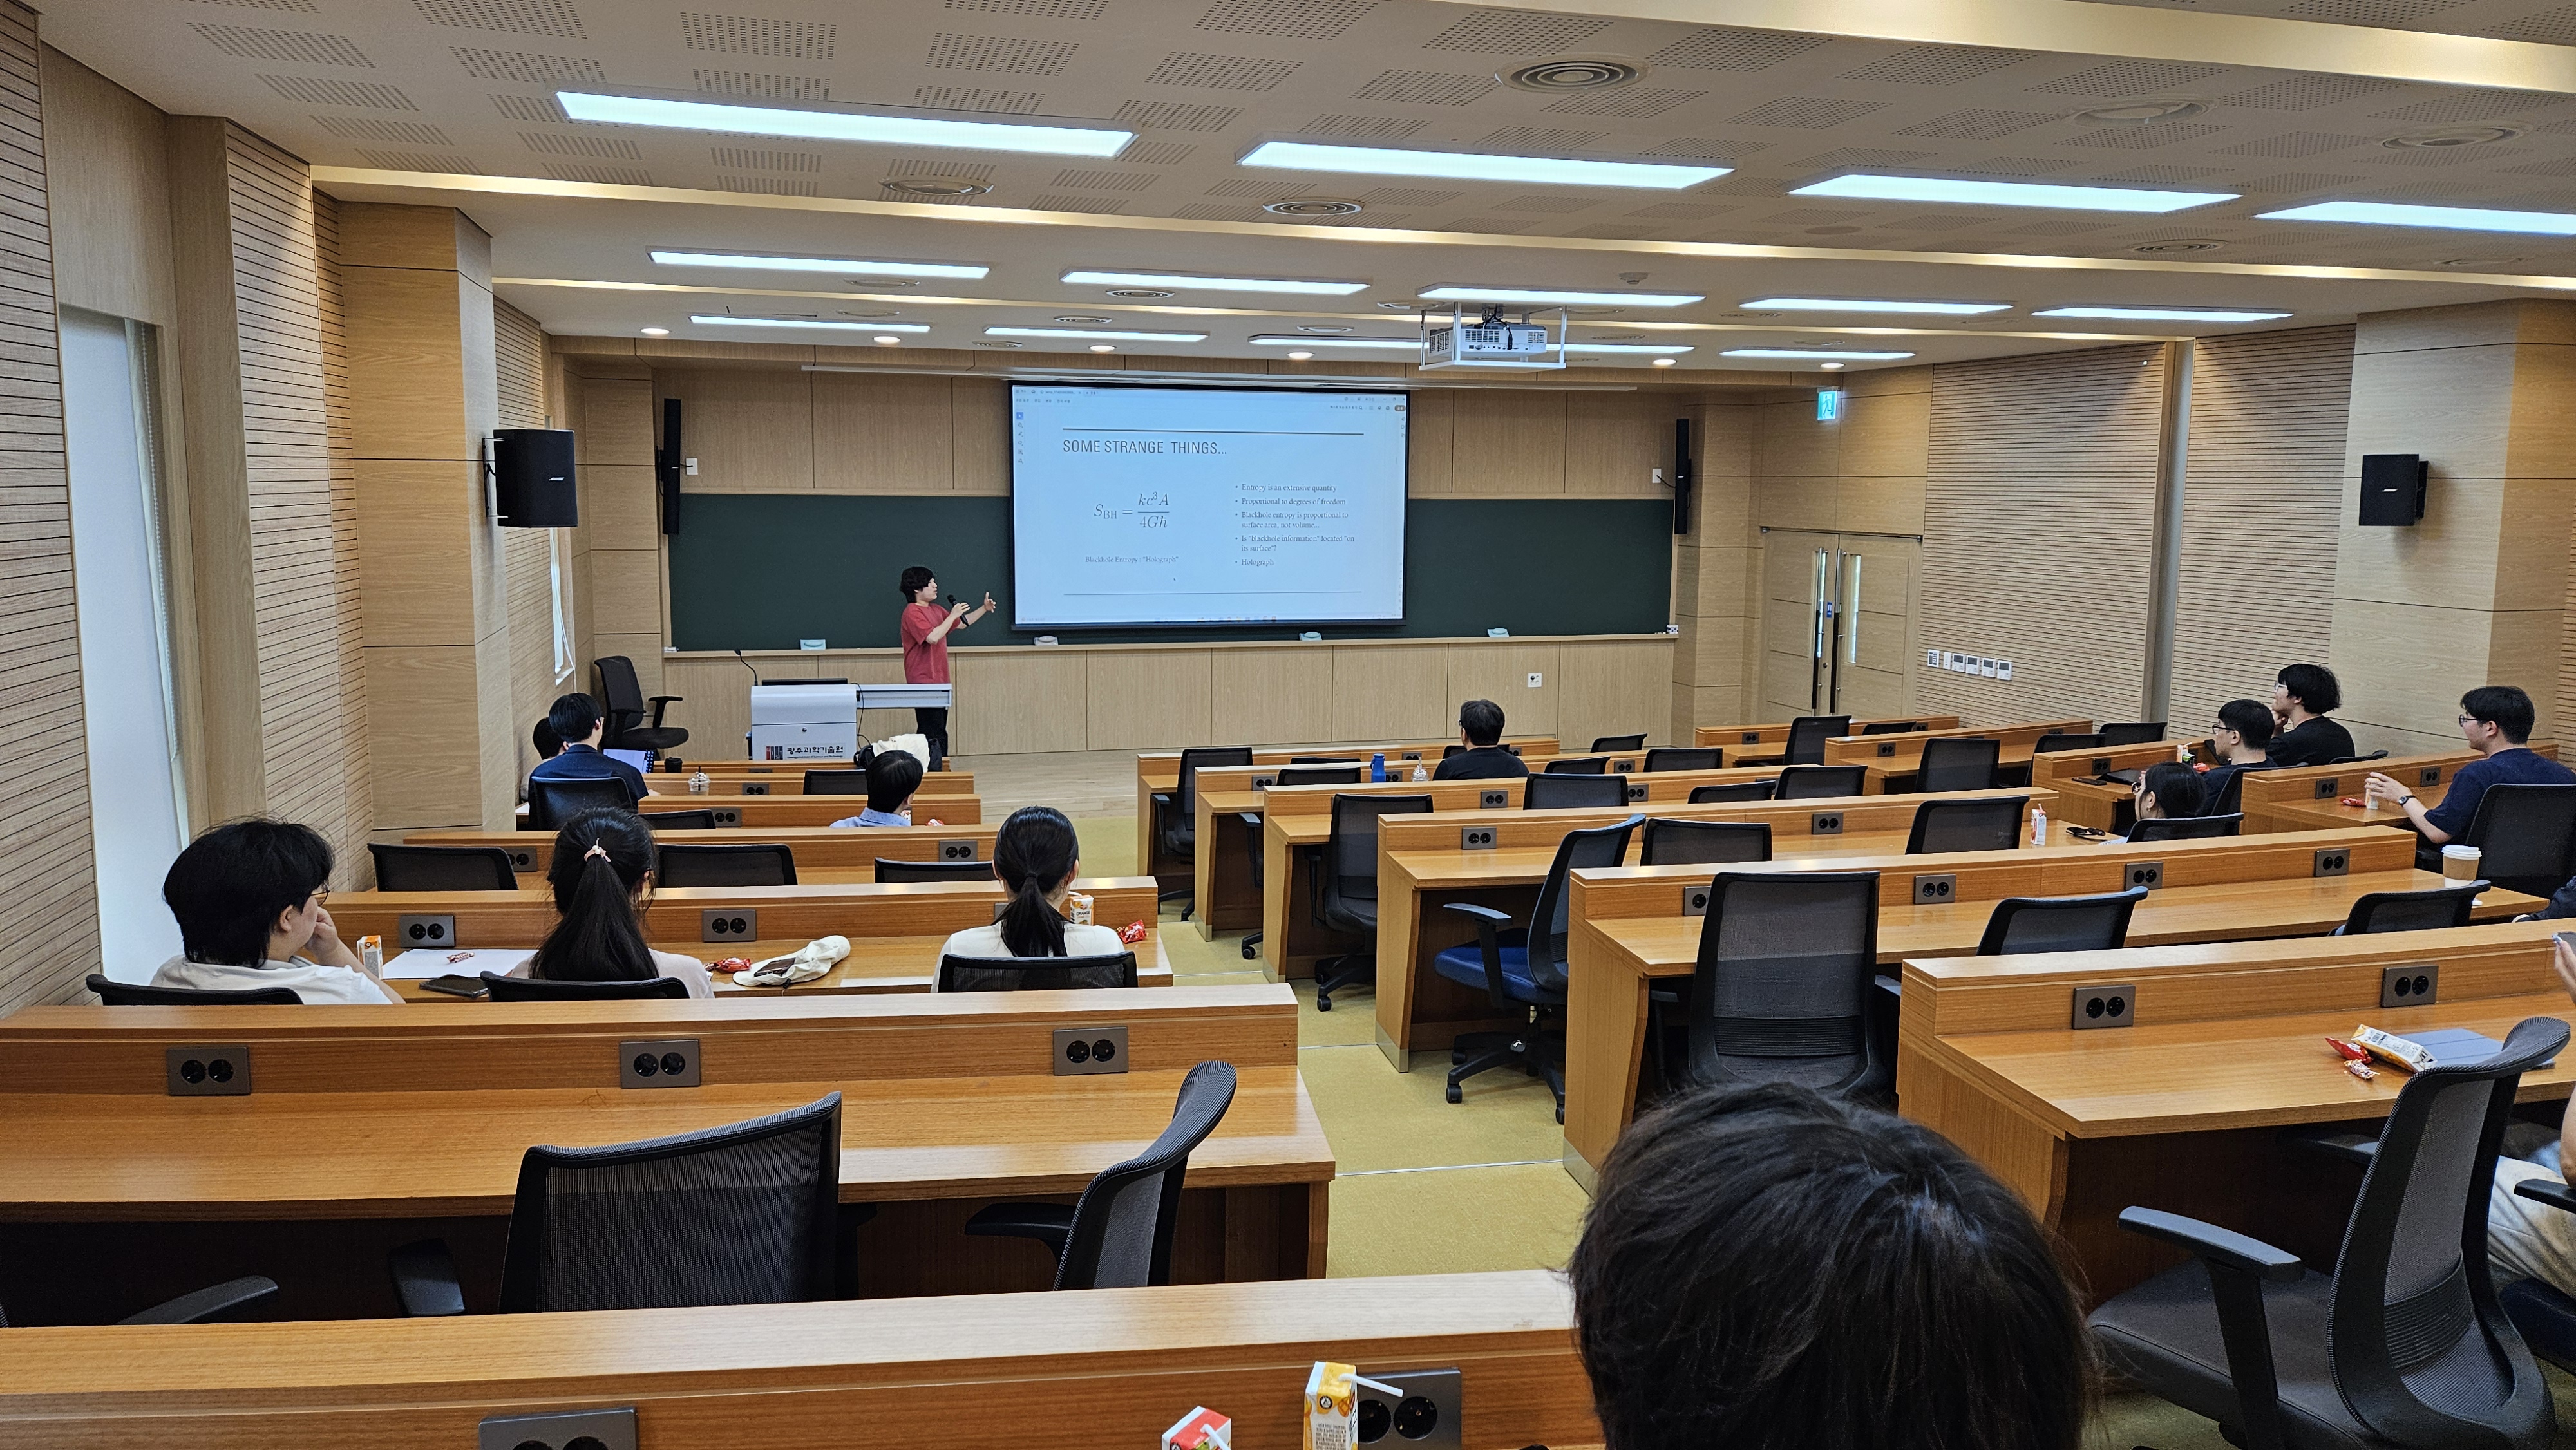 SOME STRANGE THINGS...
S_BH = kc³A / 4Gh
Blackhole Entropy : "Holograph"
• Entropy is an extensive quantity
• Proportional to degrees of freedom
• Blackhole entropy is proportional to
surface area, not volume...
• Is "blackhole information" located "on
its surface"?
• Holograph
광주과학기술원